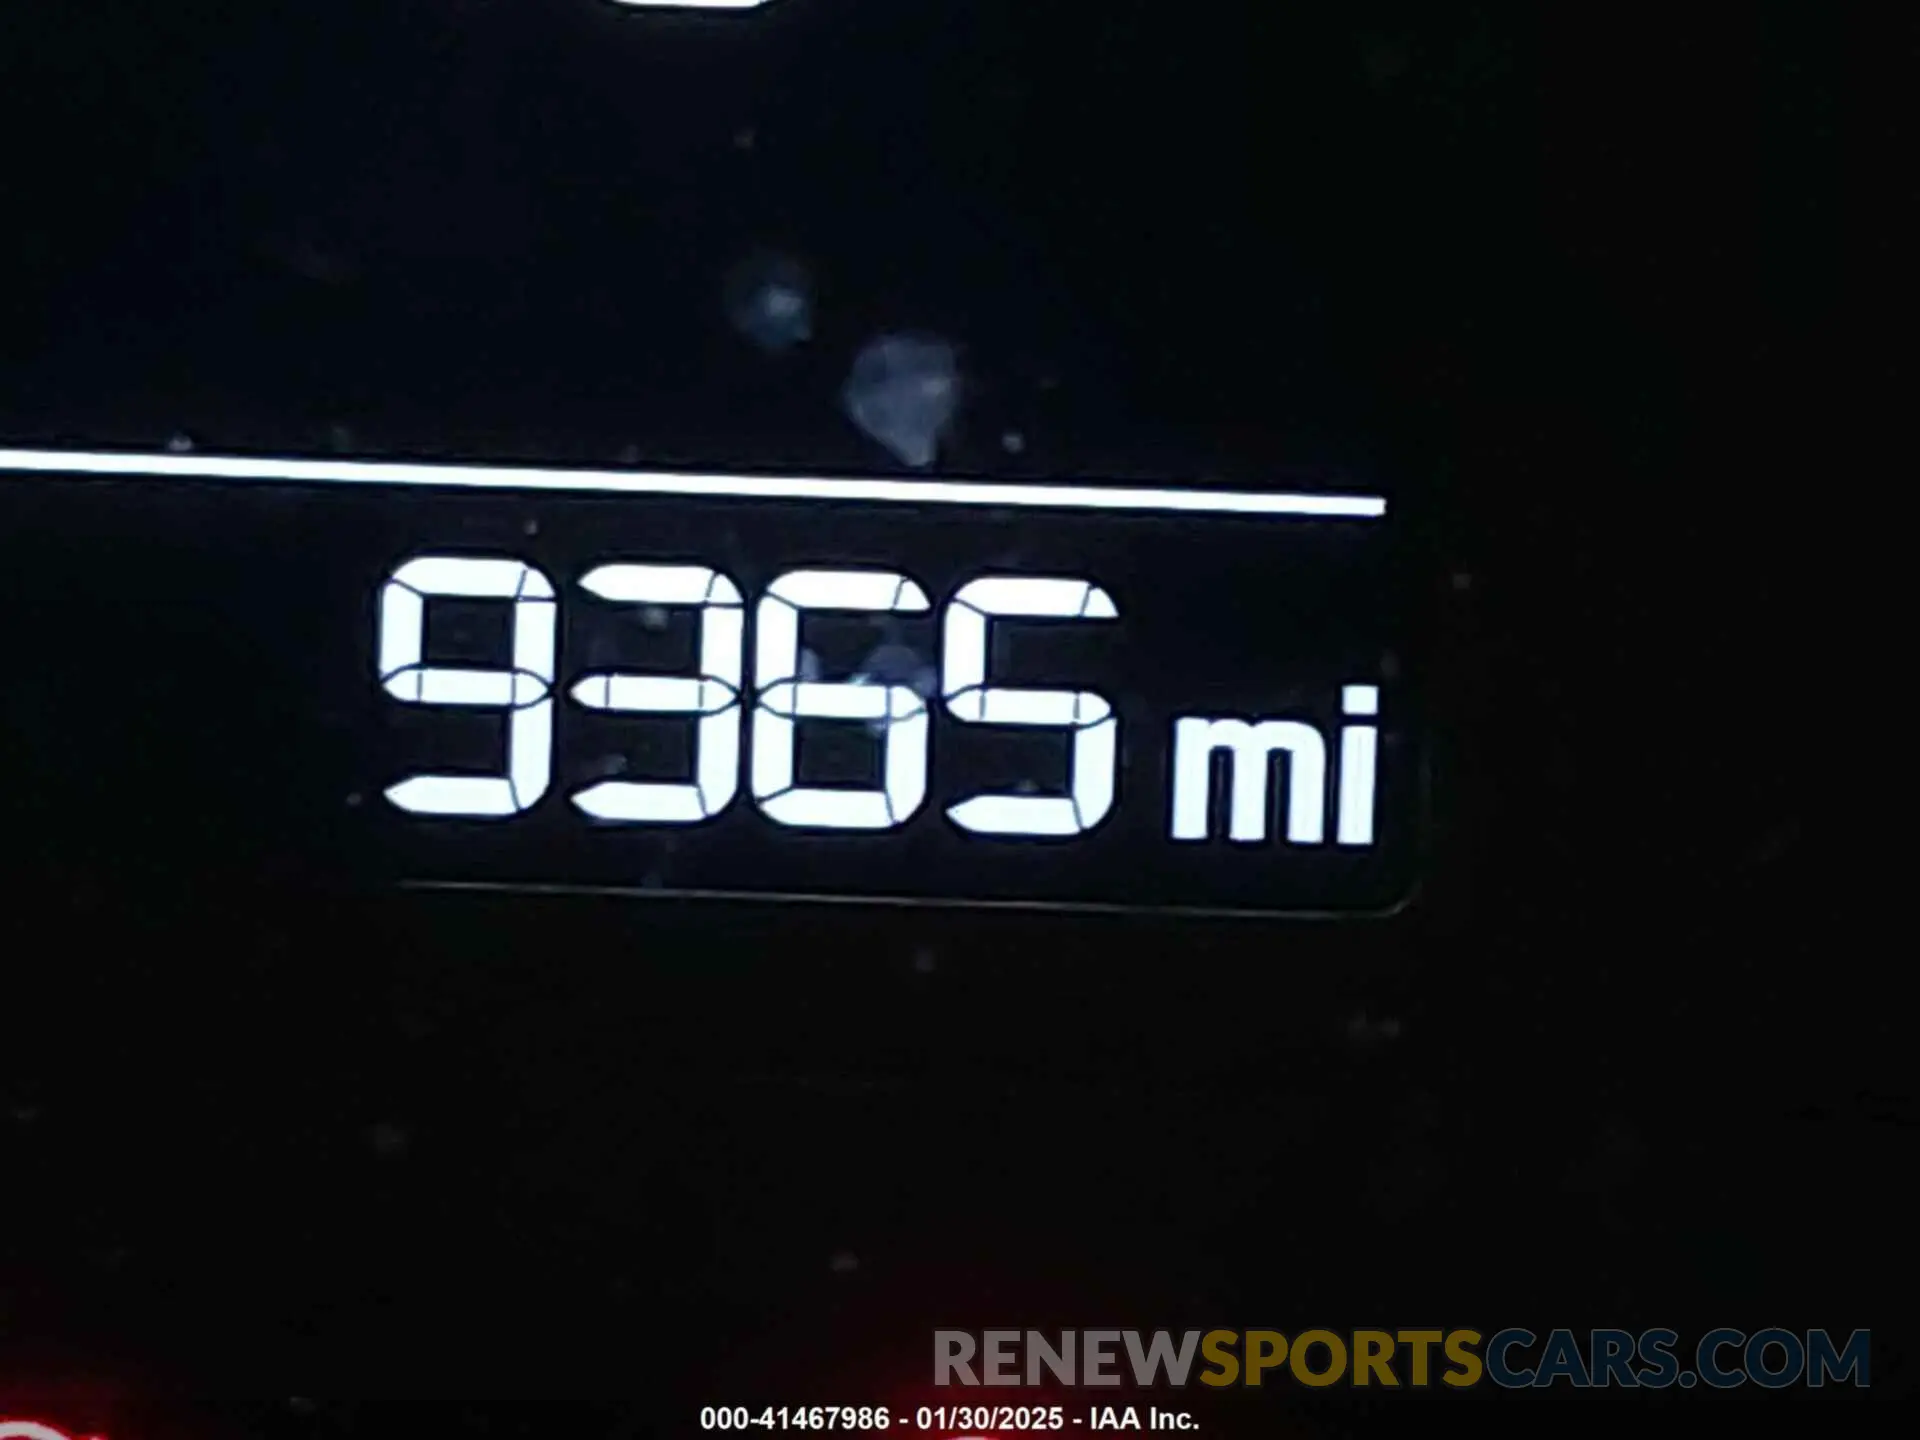 9365 mi
RENEWSPORTSCARS.COM
000-41467986 - 01/30/2025 - IAA Inc.